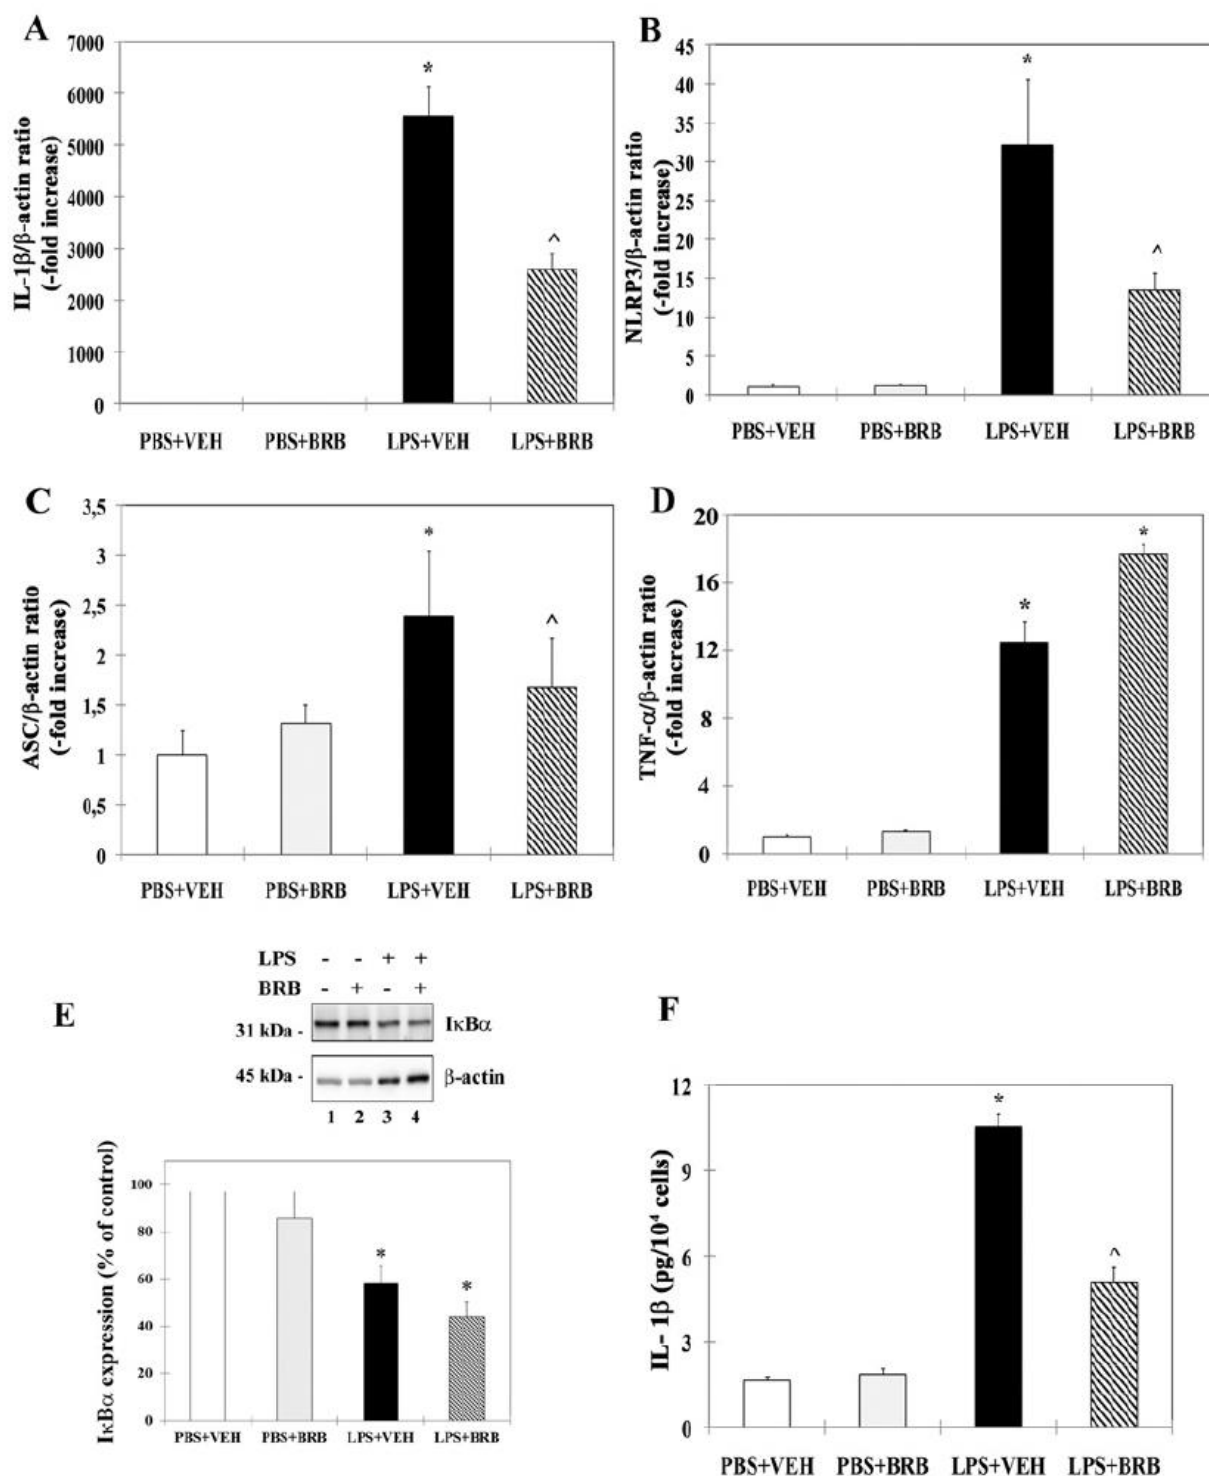 A
IL-1β/β-actin ratio
(-fold increase)
7000
6000
5000
4000
3000
2000
1000
0
*
^
PBS+VEH PBS+BRB LPS+VEH LPS+BRB
B
NLRP3/β-actin ratio
(-fold increase)
45
40
35
30
25
20
15
10
5
0
*
^
PBS+VEH PBS+BRB LPS+VEH LPS+BRB
C
ASC/β-actin ratio
(-fold increase)
3,5
3
2,5
2
1,5
1
0,5
0
*
^
PBS+VEH PBS+BRB LPS+VEH LPS+BRB
D
TNF-α/β-actin ratio
(-fold increase)
20
16
12
8
4
0
*
*
PBS+VEH PBS+BRB LPS+VEH LPS+BRB
E
LPS - - + +
BRB - + - +
31 kDa - IκBα
45 kDa - β-actin
1 2 3 4
IκBα expression (% of control)
100
80
60
40
20
0
*
*
PBS+VEH PBS+BRB LPS+VEH LPS+BRB
F
IL- 1β (pg/10⁴ cells)
12
9
6
3
0
*
^
PBS+VEH PBS+BRB LPS+VEH LPS+BRB